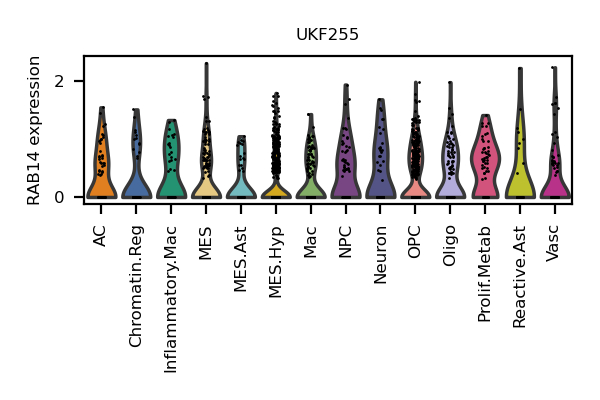 UKF255
RAB14 expression
2
0
AC
Chromatin.Reg
Inflammatory.Mac
MES
MES.Ast
MES.Hyp
Mac
NPC
Neuron
OPC
Oligo
Prolif.Metab
Reactive.Ast
Vasc